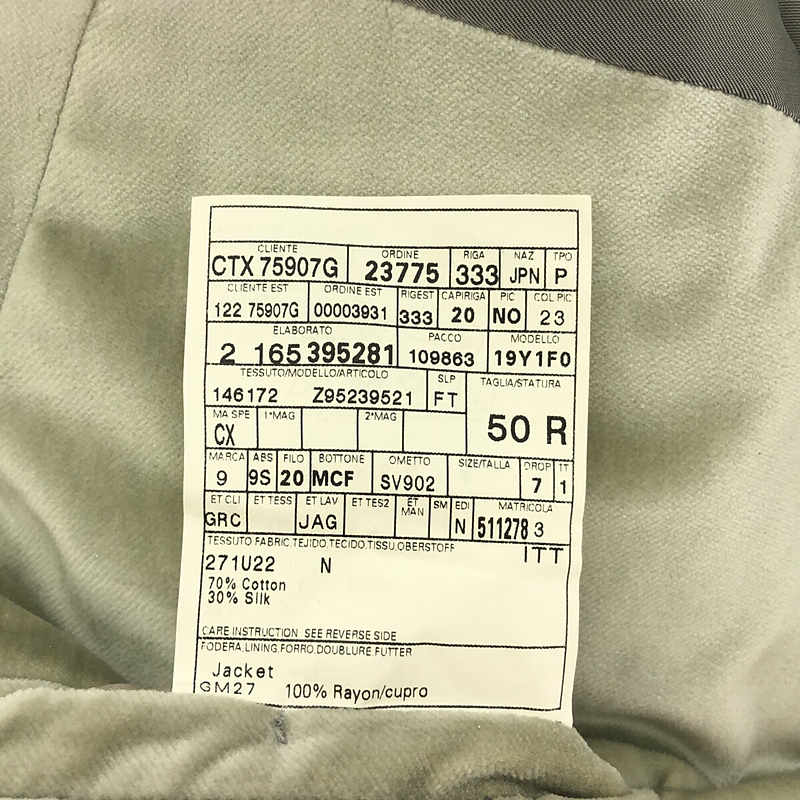 CLIENTE ORDINE RIGA NAZ TPO
CTX 75907G 23775 333 JPN P
CLIENTE EST ORDINE EST RIGEST CAPIRIGA PIC COL PIC
122 75907G 00003931 333 20 NO 23
ELABORATO PACCO MODELLO
2 165 395281 109863 19Y1F0
TESSUTO/MODELLO/ARTICOLO SLP TAGLIA/STATURA
146172 Z95239521 FT 50 R
MA SPE 1°MAG 2°MAG
CX
MARCA ABS FILO BOTTONE OMETTO SIZE/TALLA DROP 1T
9 9S 20 MCF SV902 7 1
ET CLI ET TESS ET LAV ET TES2 ET MAN SM EDI MATRICOLA
GRC JAG N 511278 3
TESSUTO.FABRIC.TEJIDO.TECIDO.TISSU.OBERSTOFF ITT
271U22 N
70% Cotton
30% Silk
CARE INSTRUCTION SEE REVERSE SIDE
FODERA.LINING.FORRO.DOUBLURE FUTTER
Jacket
GM27 100% Rayon/cupro